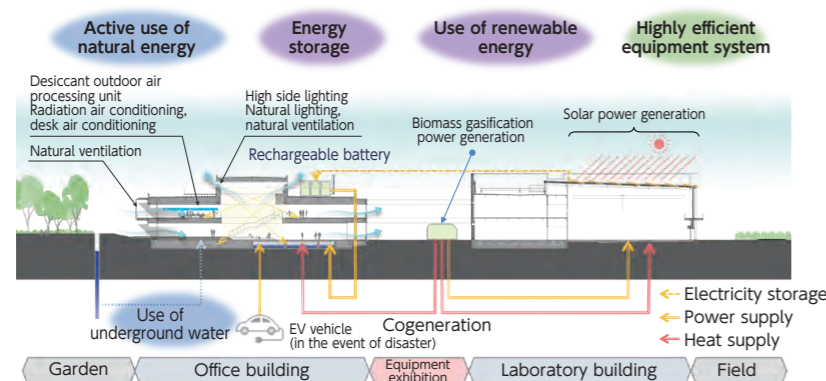 Active use of
natural energy
Energy
storage
Use of renewable
energy
Highly efficient
equipment system
Desiccant outdoor air
processing unit
Radiation air conditioning,
desk air conditioning
Natural ventilation
High side lighting
Natural lighting,
natural ventilation
Rechargeable battery
Biomass gasification
power generation
Solar power generation
Use of
underground water
EV vehicle
(in the event of disaster)
Cogeneration
Electricity storage
Power supply
Heat supply
Garden
Office building
Equipment
exhibition
Laboratory building
Field